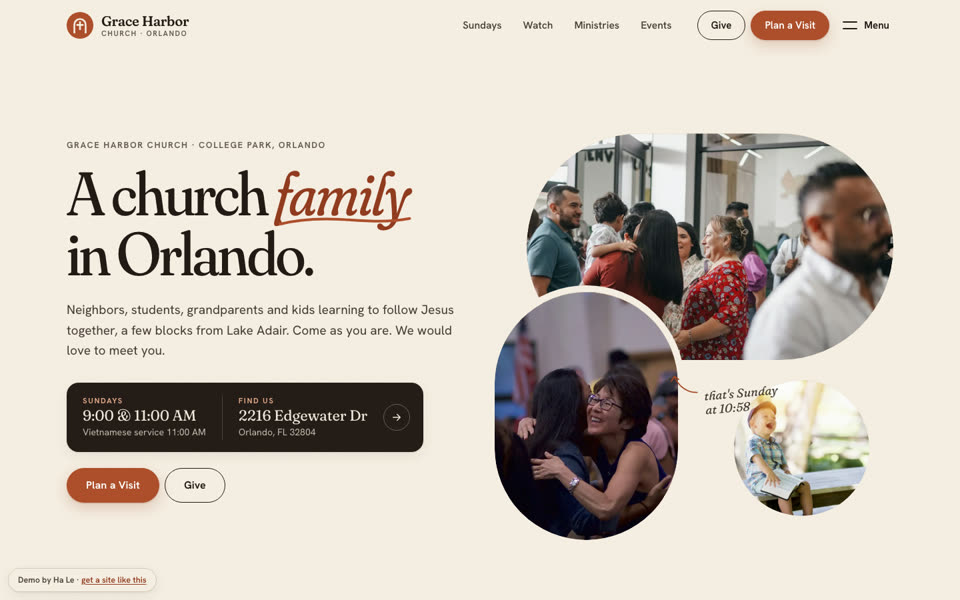 Grace Harbor
CHURCH · ORLANDO
Sundays
Watch
Ministries
Events
Give
Plan a Visit
Menu
GRACE HARBOR CHURCH · COLLEGE PARK, ORLANDO
A church family
in Orlando.
Neighbors, students, grandparents and kids learning to follow Jesus
together, a few blocks from Lake Adair. Come as you are. We would
love to meet you.
SUNDAYS
9:00 & 11:00 AM
Vietnamese service 11:00 AM
FIND US
2216 Edgewater Dr
Orlando, FL 32804
Plan a Visit
Give
that's Sunday
at 10:58
Demo by Ha Le · get a site like this